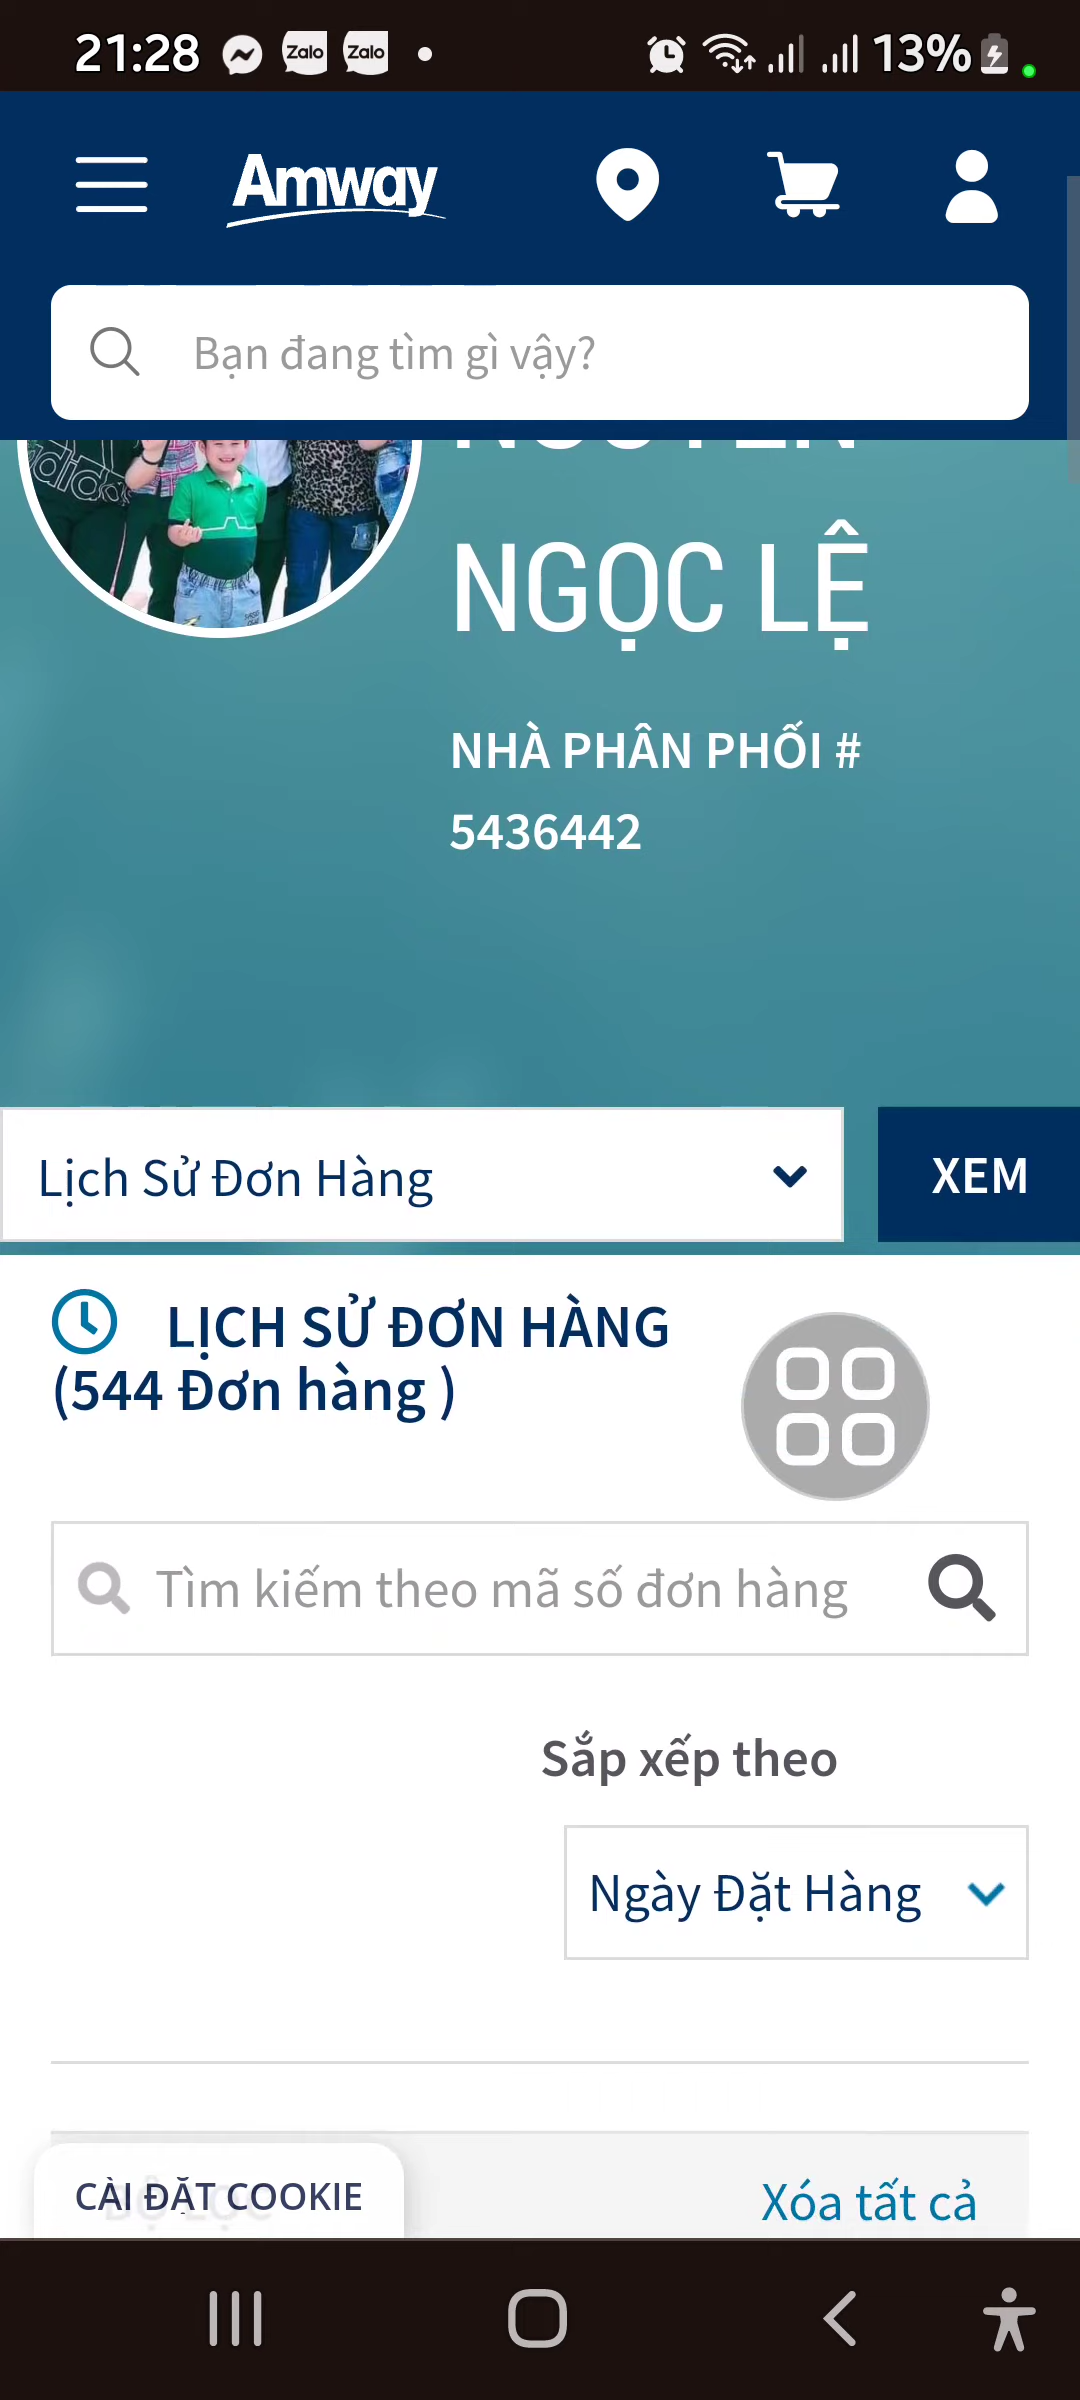 21:28 Zalo Zalo 13%
Amway
Bạn đang tìm gì vậy?
NGỌC LỆ
NHÀ PHÂN PHỐI #
5436442
Lịch Sử Đơn Hàng
XEM
LỊCH SỬ ĐƠN HÀNG
(544 Đơn hàng )
Tìm kiếm theo mã số đơn hàng
Sắp xếp theo
Ngày Đặt Hàng
CÀI ĐẶT COOKIE
Xóa tất cả